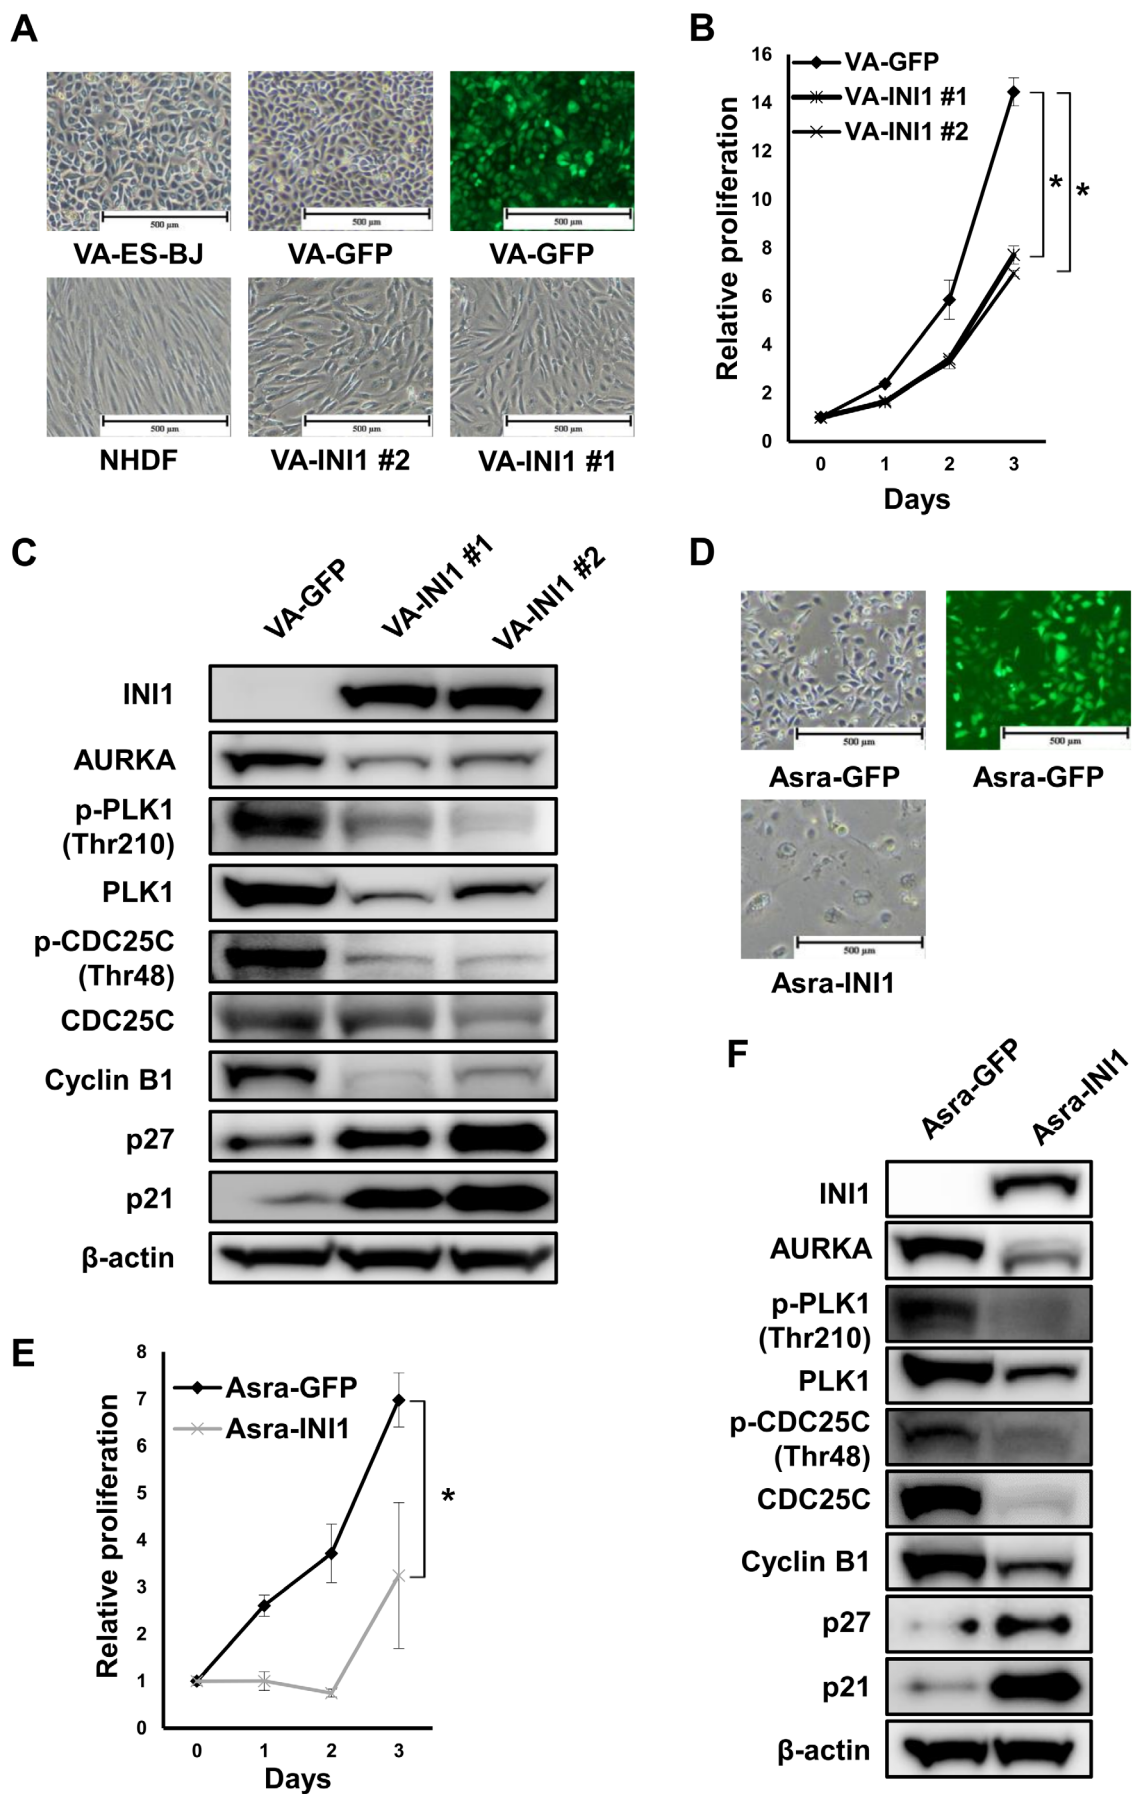 A
500 µm
500 µm
500 µm
VA-ES-BJ
VA-GFP
VA-GFP
500 µm
500 µm
500 µm
NHDF
VA-INI1 #2
VA-INI1 #1
B
16
14
12
10
8
6
4
2
0
Relative proliferation
VA-GFP
VA-INI1 #1
VA-INI1 #2
* *
0 1 2 3
Days
C
VA-GFP
VA-INI1 #1
VA-INI1 #2
INI1
AURKA
p-PLK1
(Thr210)
PLK1
p-CDC25C
(Thr48)
CDC25C
Cyclin B1
p27
p21
β-actin
D
500 µm
500 µm
Asra-GFP
Asra-GFP
500 µm
Asra-INI1
E
8
7
6
5
4
3
2
1
0
Relative proliferation
Asra-GFP
Asra-INI1
*
0 1 2 3
Days
F
Asra-GFP
Asra-INI1
INI1
AURKA
p-PLK1
(Thr210)
PLK1
p-CDC25C
(Thr48)
CDC25C
Cyclin B1
p27
p21
β-actin